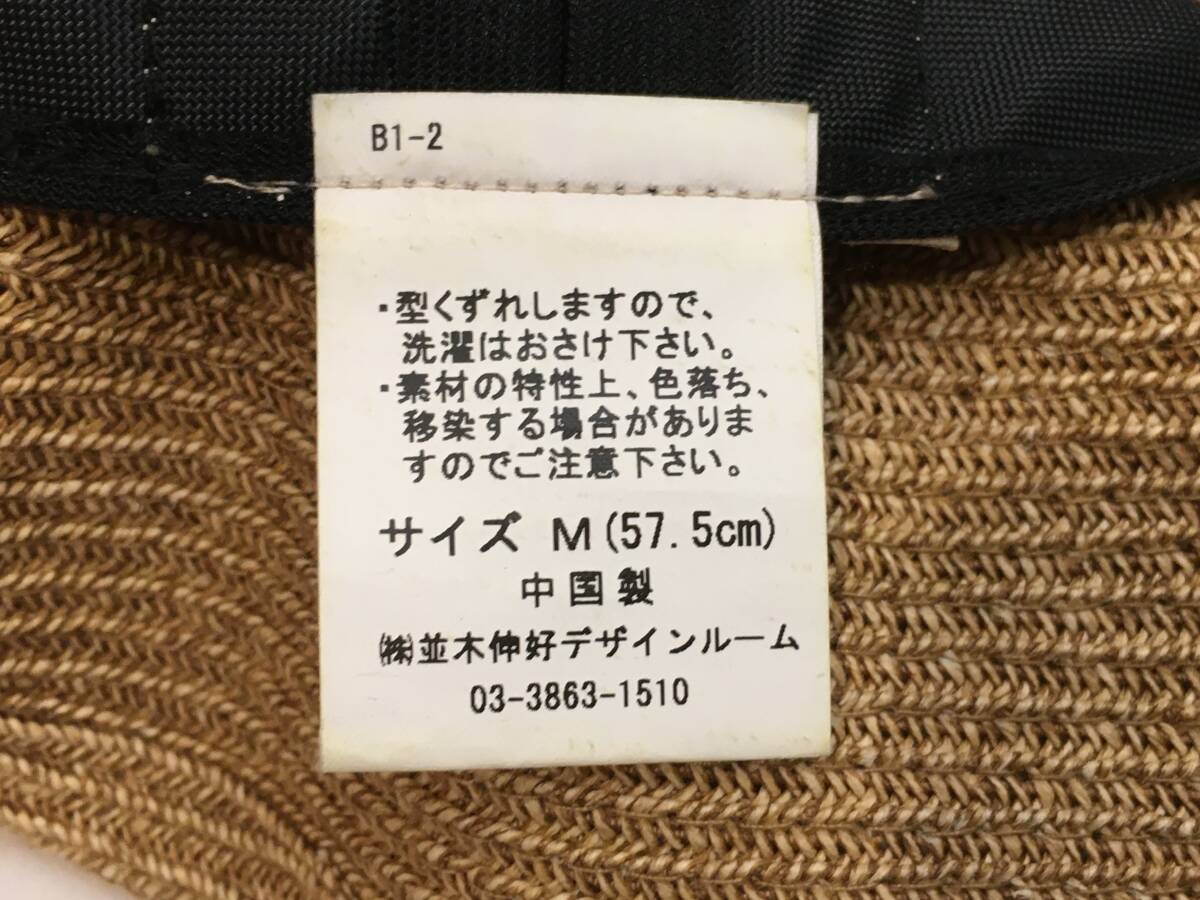 B1-2
・型くずれしますので、
洗濯はおさけ下さい。
・素材の特性上、色落ち、
移染する場合がありま
すのでご注意下さい。
サイズ M(57.5cm)
中国製
㈱並木伸好デザインルーム
03-3863-1510